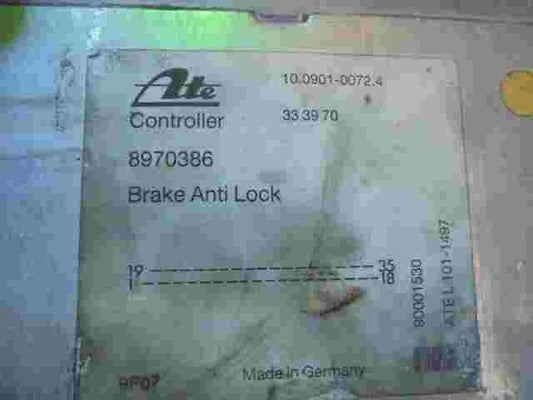 Ate
10.0901-0072.4
Controller
33 39 70
8970386
Brake Anti Lock
19 35
1 18
Made in Germany
90001530
ATE L 101-1497